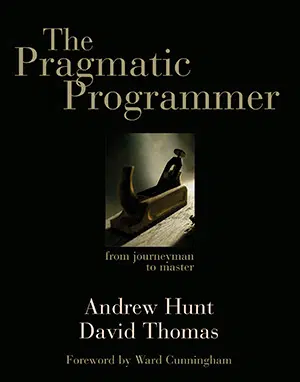 The
Pragmatic
Programmer
from journeyman
to master
Andrew Hunt
David Thomas
Foreword by Ward Cunningham